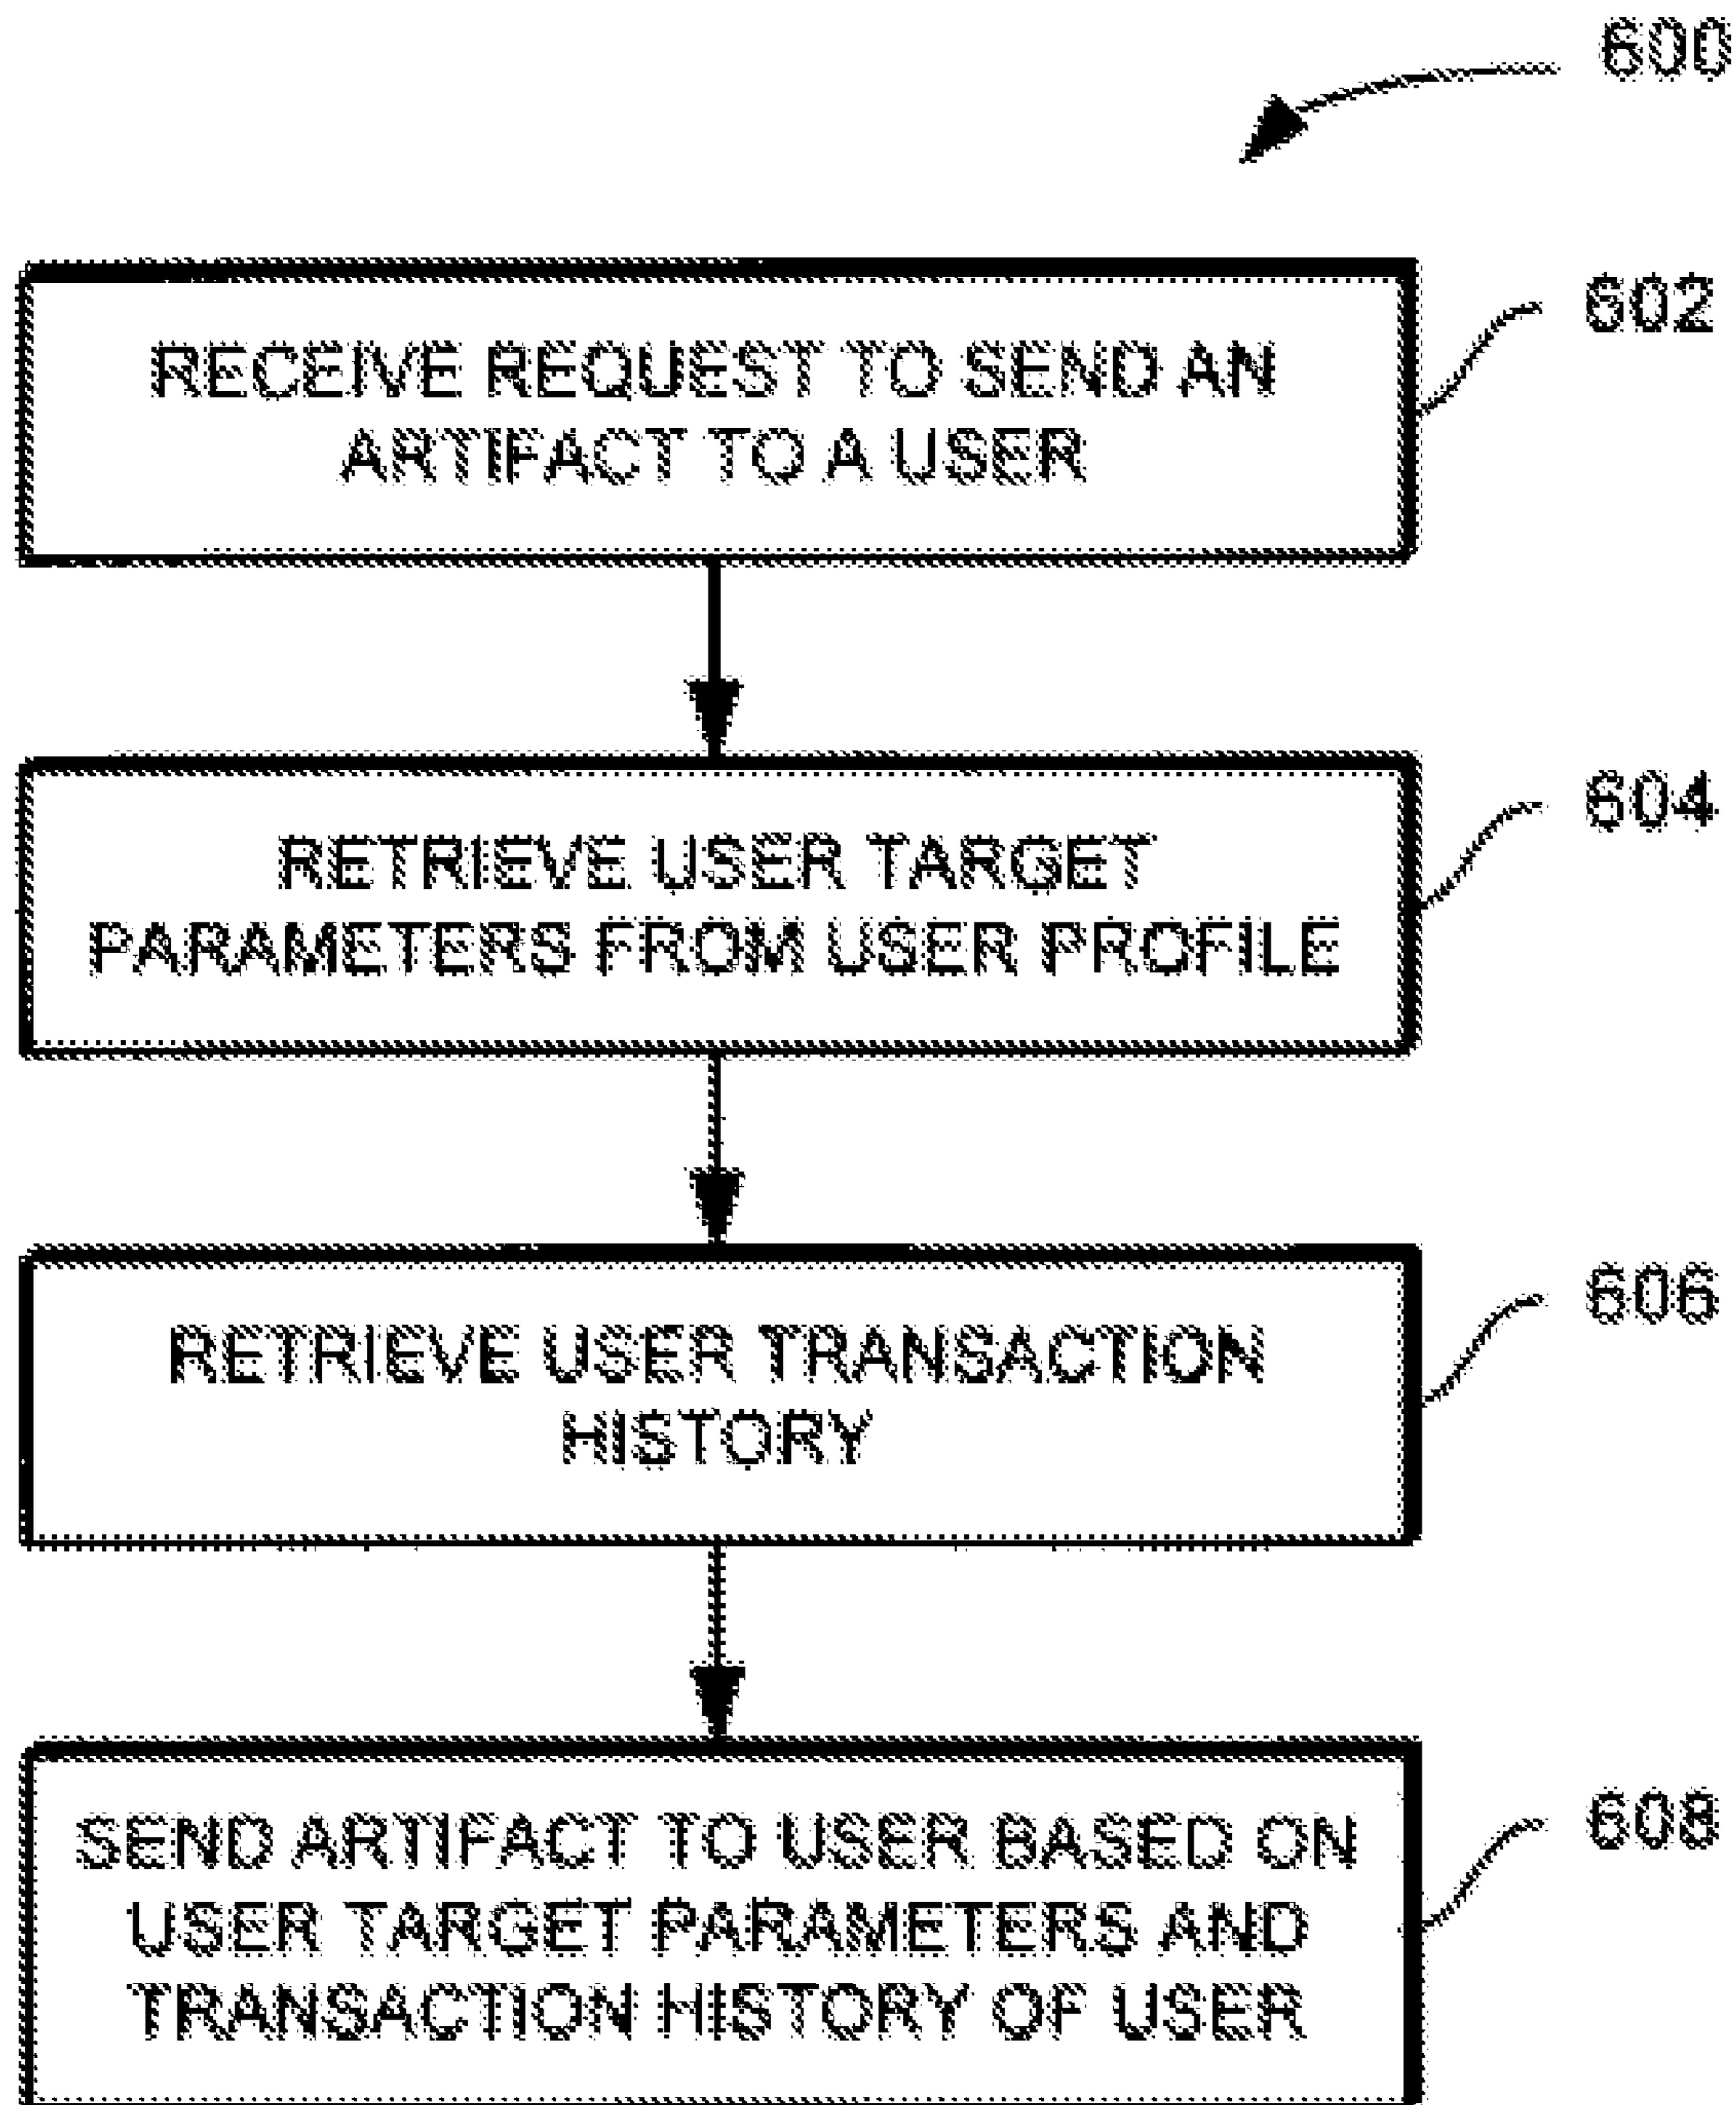 600
602
RECEIVE REQUEST TO SEND AN
ARTIFACT TO A USER
604
RETRIEVE USER TARGET
PARAMETERS FROM USER PROFILE
606
RETRIEVE USER TRANSACTION
HISTORY
608
SEND ARTIFACT TO USER BASED ON
USER TARGET PARAMETERS AND
TRANSACTION HISTORY OF USER